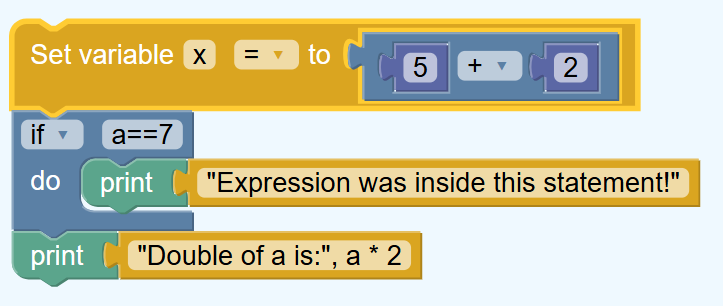 Set variable x = to 5 + 2
if a==7
do print "Expression was inside this statement!"
print "Double of a is:", a * 2